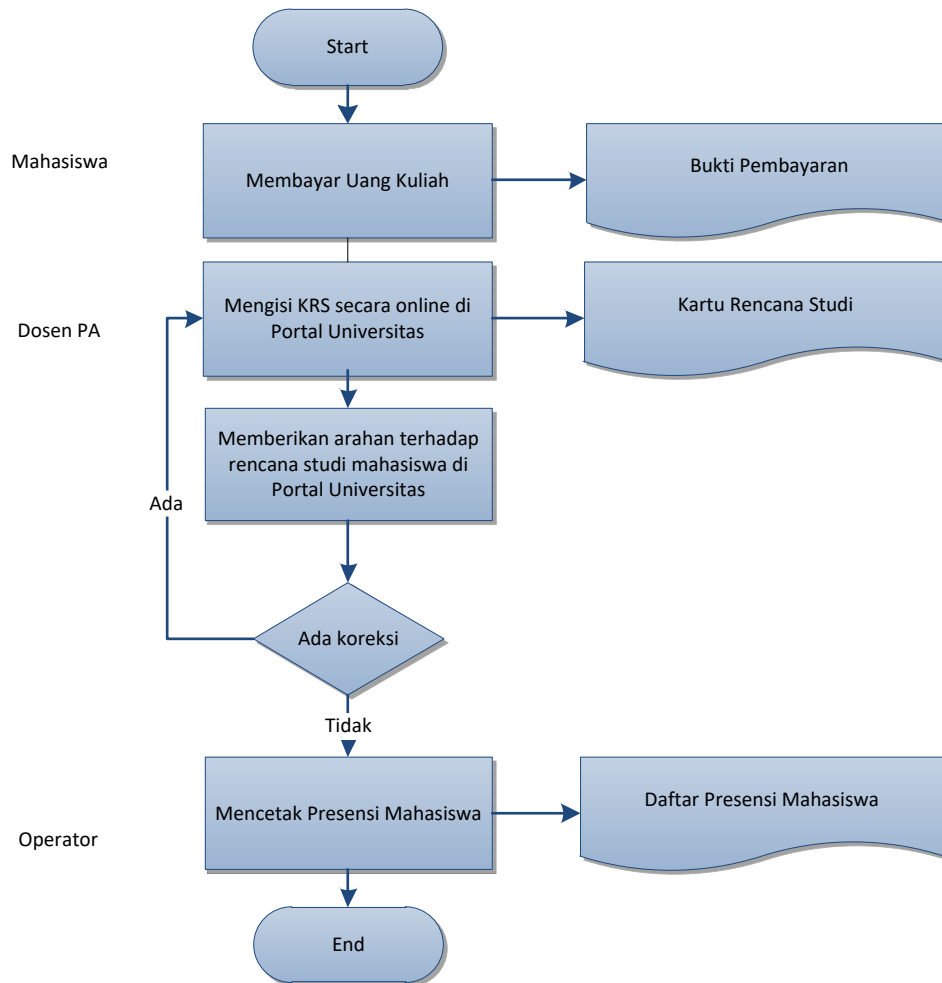 Start
Mahasiswa
Membayar Uang Kuliah
Bukti Pembayaran
Dosen PA
Mengisi KRS secara online di
Portal Universitas
Kartu Rencana Studi
Memberikan arahan terhadap
rencana studi mahasiswa di
Portal Universitas
Ada
Ada koreksi
Tidak
Operator
Mencetak Presensi Mahasiswa
Daftar Presensi Mahasiswa
End